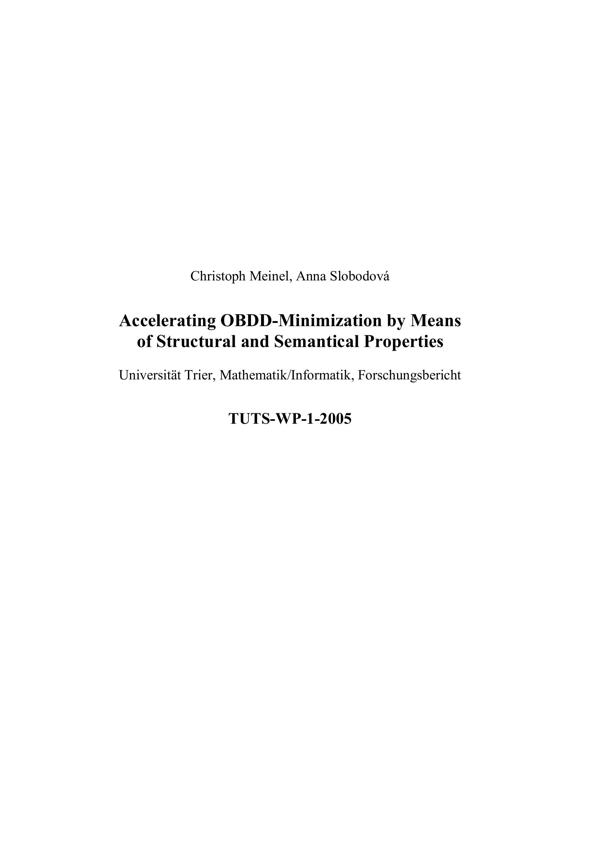 Christoph Meinel, Anna Slobodová
Accelerating OBDD-Minimization by Means
of Structural and Semantical Properties
Universität Trier, Mathematik/Informatik, Forschungsbericht
TUTS-WP-1-2005